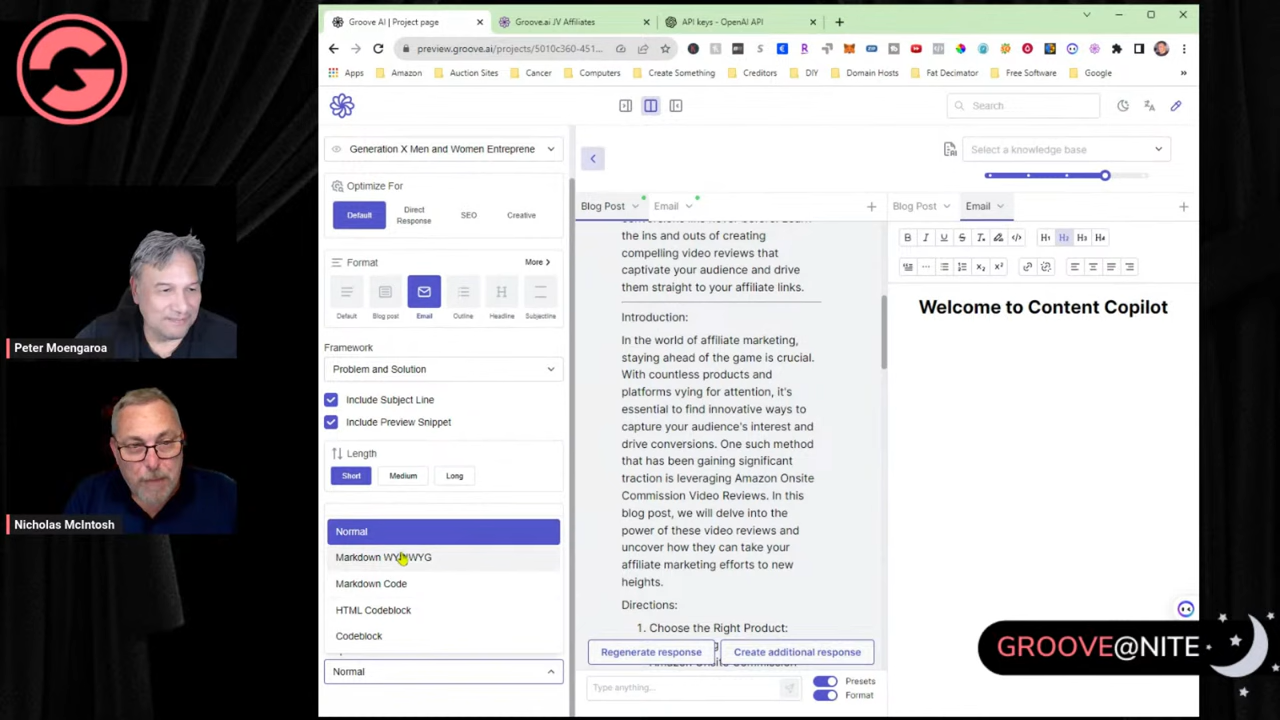 Groove AI | Project page
Groove.ai JV Affiliates
API keys - OpenAI API
preview.groove.ai/projects/5010c360-451...
Apps
Amazon
Auction Sites
Cancer
Computers
Create Something
Creditors
DIY
Domain Hosts
Fat Decimator
Free Software
Google
Search
Generation X Men and Women Entreprene
Select a knowledge base
Optimize For
Default
Direct Response
SEO
Creative
Format
More
Default
Blog post
Email
Outline
Headline
Subjectline
Framework
Problem and Solution
Include Subject Line
Include Preview Snippet
Length
Short
Medium
Long
Normal
Markdown WYSIWYG
Markdown Code
HTML Codeblock
Codeblock
Normal
Blog Post
Email
the ins and outs of creating
compelling video reviews that
captivate your audience and drive
them straight to your affiliate links.
Introduction:
In the world of affiliate marketing,
staying ahead of the game is crucial.
With countless products and
platforms vying for attention, it's
essential to find innovative ways to
capture your audience's interest and
drive conversions. One such method
that has been gaining significant
traction is leveraging Amazon Onsite
Commission Video Reviews. In this
blog post, we will delve into the
power of these video reviews and
uncover how they can take your
affiliate marketing efforts to new
heights.
Directions:
1. Choose the Right Product:
Regenerate response
Create additional response
Type anything...
Presets
Format
Blog Post
Email
B I U
H1 H2 H3 H4
Welcome to Content Copilot
Peter Moengaroa
Nicholas McIntosh
GROOVE@NITE